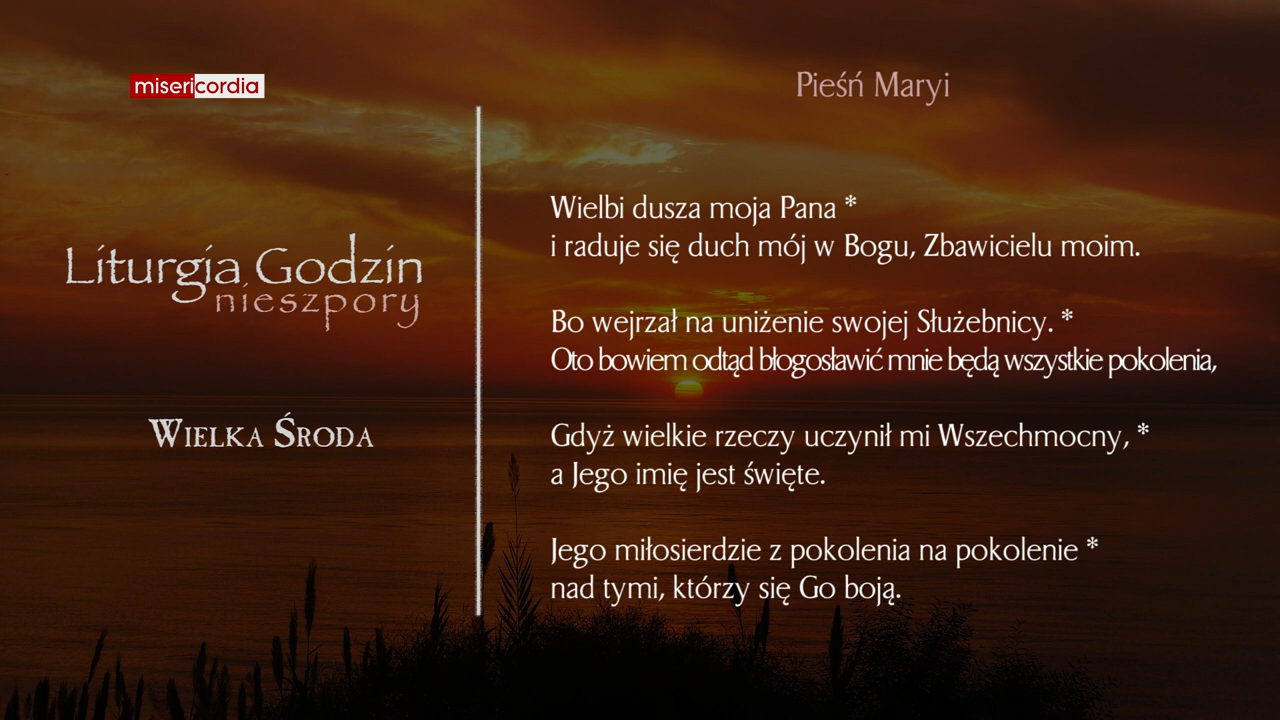 misericordia
Liturgia Godzin
nieszpory
Wielka Środa
Pieśń Maryi
Wielbi dusza moja Pana *
i raduje się duch mój w Bogu, Zbawicielu moim.
Bo wejrzał na uniżenie swojej Służebnicy. *
Oto bowiem odtąd błogosławić mnie będą wszystkie pokolenia,
Gdyż wielkie rzeczy uczynił mi Wszechmocny, *
a Jego imię jest święte.
Jego miłosierdzie z pokolenia na pokolenie *
nad tymi, którzy się Go boją.